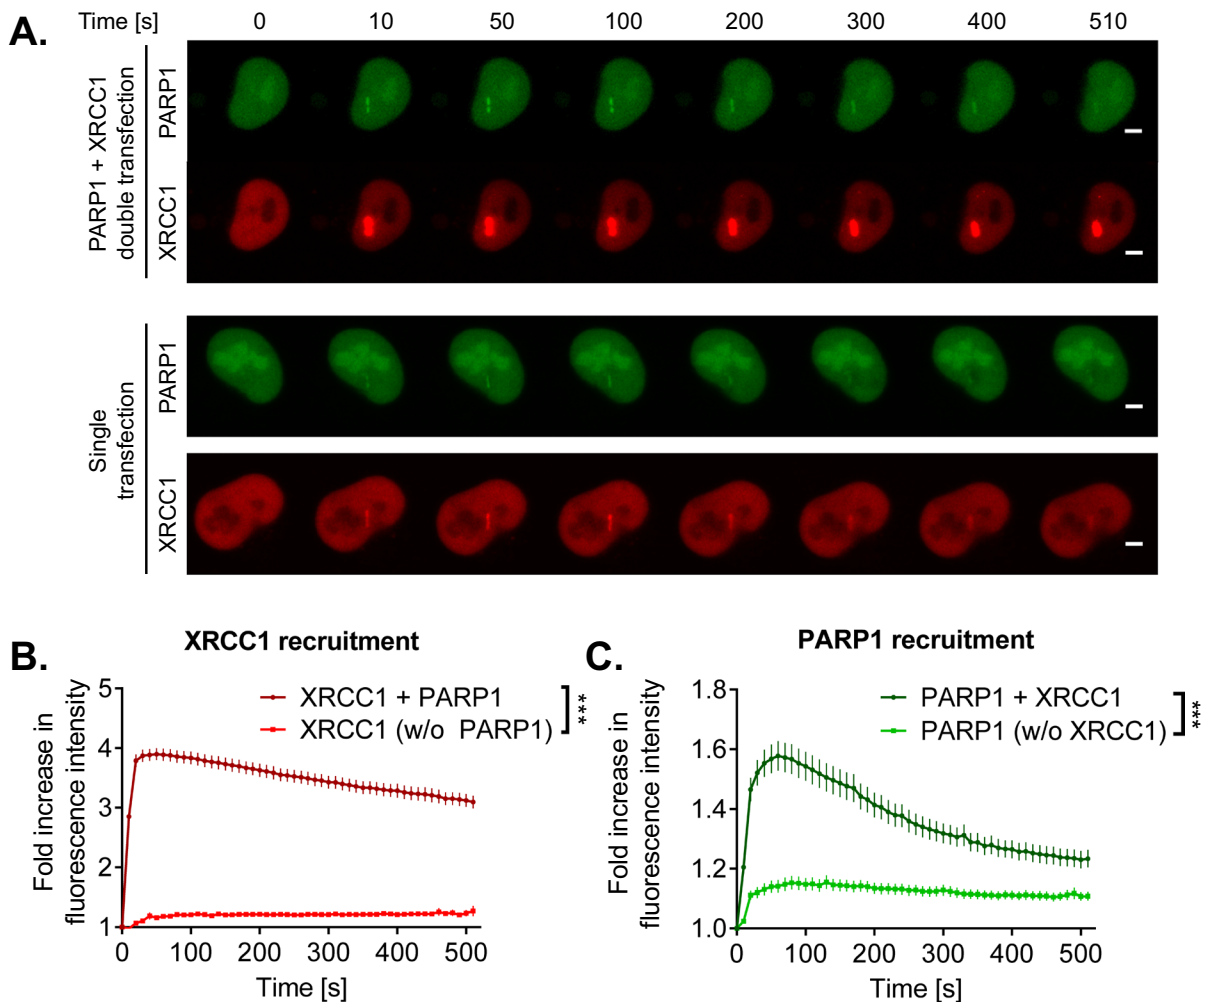 A.
Time [s] 0 10 50 100 200 300 400 510
PARP1 + XRCC1
double transfection
PARP1
XRCC1
Single
transfection
PARP1
XRCC1
B.
XRCC1 recruitment
XRCC1 + PARP1
XRCC1 (w/o PARP1)
***
Fold increase in
fluorescence intensity
5
4
3
2
1
0 100 200 300 400 500
Time [s]
C.
PARP1 recruitment
PARP1 + XRCC1
PARP1 (w/o XRCC1)
***
Fold increase in
fluorescence intensity
1.8
1.6
1.4
1.2
1.0
0 100 200 300 400 500
Time [s]